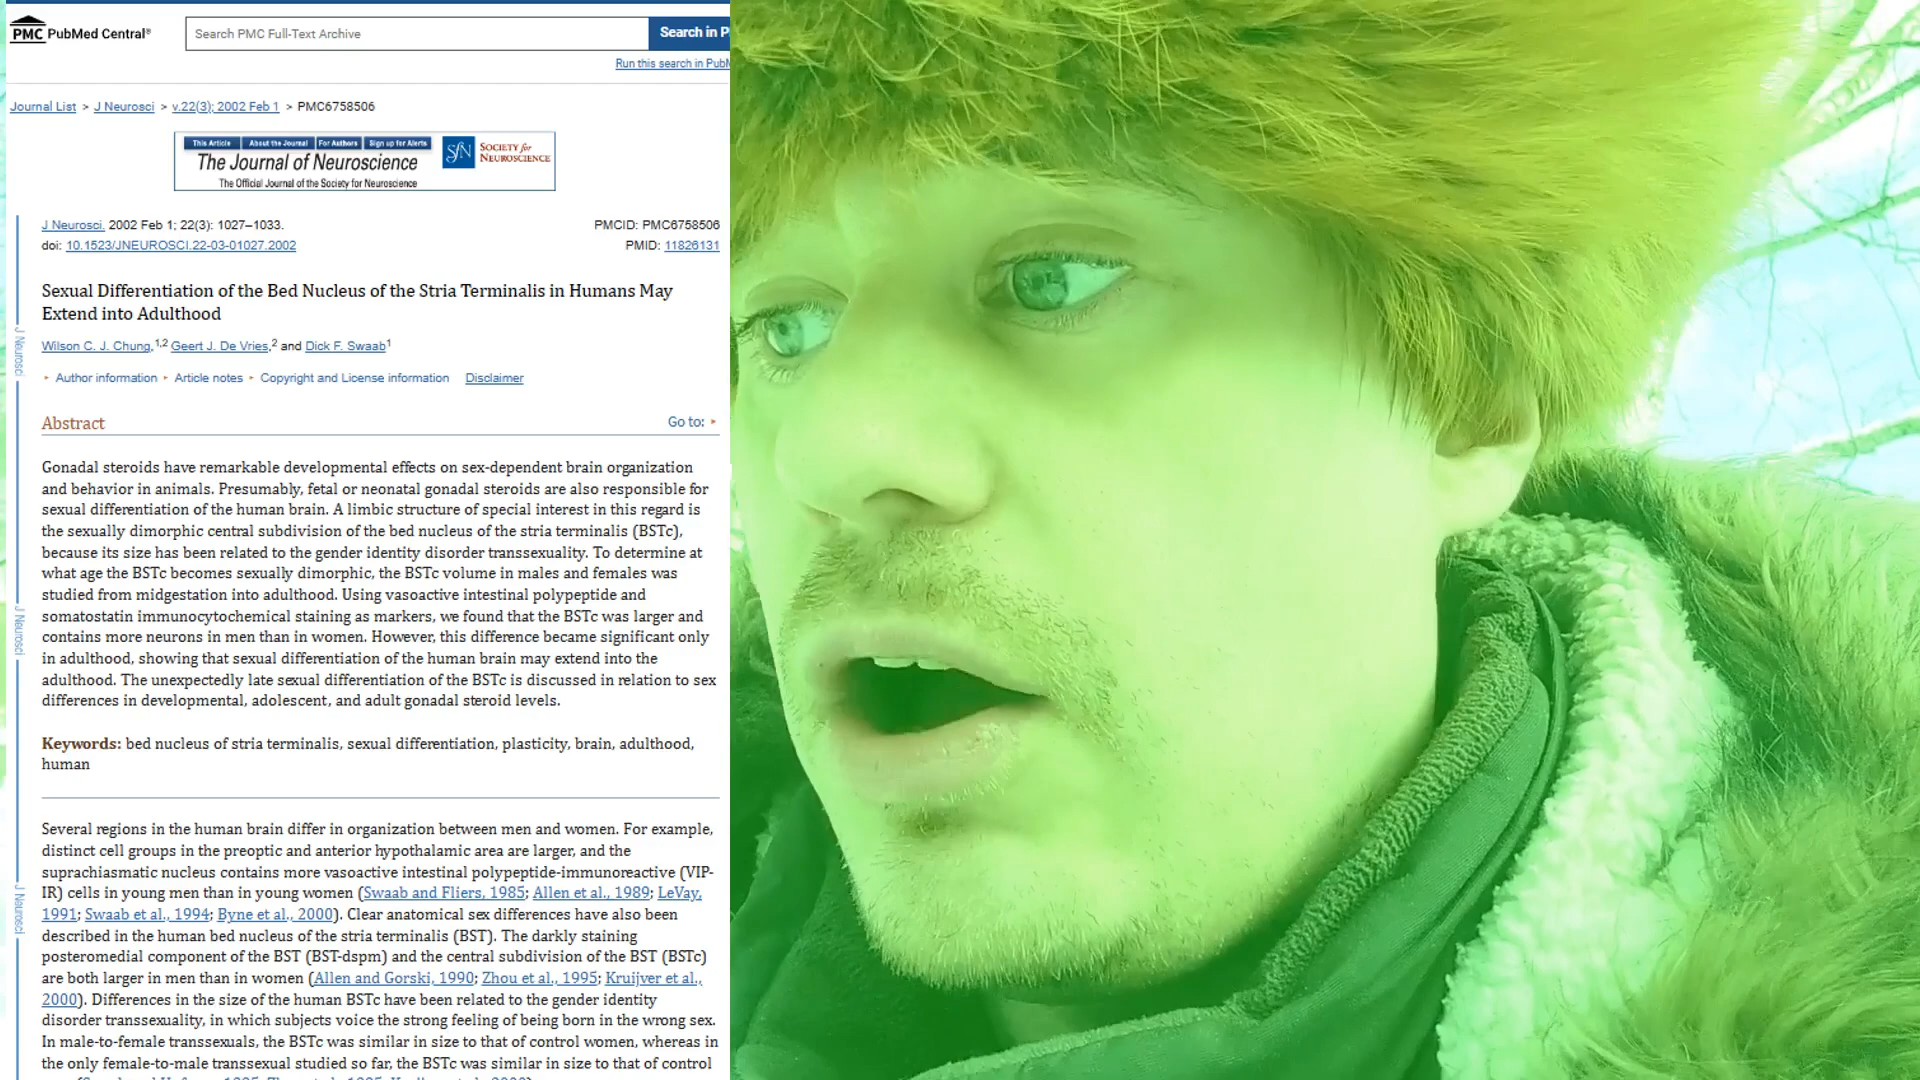 PMC PubMed Central®
Search PMC Full-Text Archive
Search in P
Run this search in PubM
Journal List > J Neurosci > v.22(3); 2002 Feb 1 > PMC6758506
This Article About the Journal For Authors Sign up for Alerts
The Journal of Neuroscience
The Official Journal of the Society for Neuroscience
SfN SOCIETY for
NEUROSCIENCE
J Neurosci. 2002 Feb 1; 22(3): 1027–1033.
PMCID: PMC6758506
doi: 10.1523/JNEUROSCI.22-03-01027.2002
PMID: 11826131
Sexual Differentiation of the Bed Nucleus of the Stria Terminalis in Humans May
Extend into Adulthood
Wilson C. J. Chung,1,2 Geert J. De Vries,2 and Dick F. Swaab1
Author information Article notes Copyright and License information Disclaimer
Abstract
Go to:
Gonadal steroids have remarkable developmental effects on sex-dependent brain organization
and behavior in animals. Presumably, fetal or neonatal gonadal steroids are also responsible for
sexual differentiation of the human brain. A limbic structure of special interest in this regard is
the sexually dimorphic central subdivision of the bed nucleus of the stria terminalis (BSTc),
because its size has been related to the gender identity disorder transsexuality. To determine at
what age the BSTc becomes sexually dimorphic, the BSTc volume in males and females was
studied from midgestation into adulthood. Using vasoactive intestinal polypeptide and
somatostatin immunocytochemical staining as markers, we found that the BSTc was larger and
contains more neurons in men than in women. However, this difference became significant only
in adulthood, showing that sexual differentiation of the human brain may extend into the
adulthood. The unexpectedly late sexual differentiation of the BSTc is discussed in relation to sex
differences in developmental, adolescent, and adult gonadal steroid levels.
Keywords: bed nucleus of stria terminalis, sexual differentiation, plasticity, brain, adulthood,
human
Several regions in the human brain differ in organization between men and women. For example,
distinct cell groups in the preoptic and anterior hypothalamic area are larger, and the
suprachiasmatic nucleus contains more vasoactive intestinal polypeptide-immunoreactive (VIP-
IR) cells in young men than in young women (Swaab and Fliers, 1985; Allen et al., 1989; LeVay,
1991; Swaab et al., 1994; Byne et al., 2000). Clear anatomical sex differences have also been
described in the human bed nucleus of the stria terminalis (BST). The darkly staining
posteromedial component of the BST (BST-dspm) and the central subdivision of the BST (BSTc)
are both larger in men than in women (Allen and Gorski, 1990; Zhou et al., 1995; Kruijver et al.,
2000). Differences in the size of the human BSTc have been related to the gender identity
disorder transsexuality, in which subjects voice the strong feeling of being born in the wrong sex.
In male-to-female transsexuals, the BSTc was similar in size to that of control women, whereas in
the only female-to-male transsexual studied so far, the BSTc was similar in size to that of control
J Neurosci
J Neurosci
J Neurosci